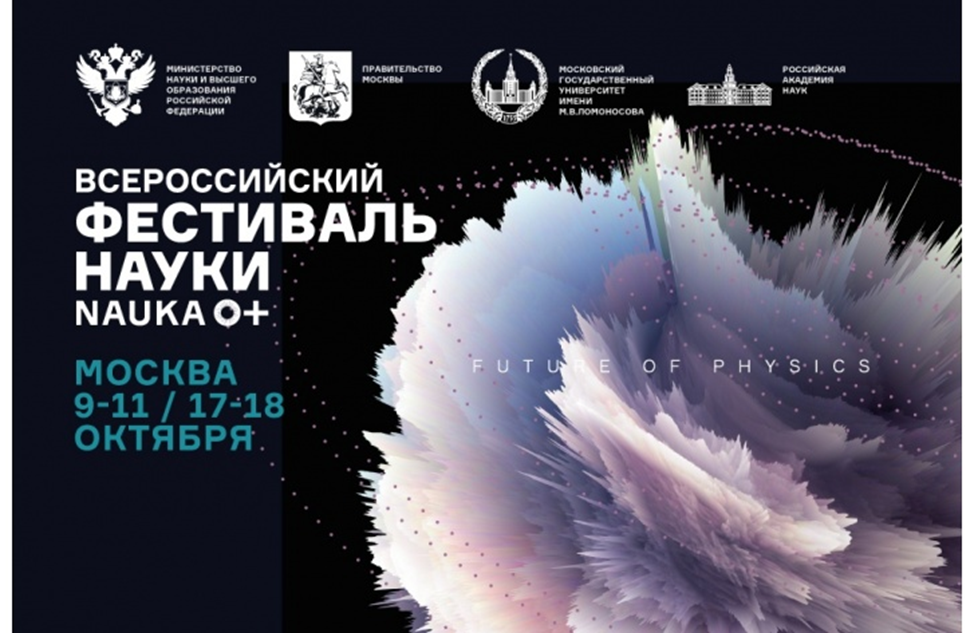 МИНИСТЕРСТВО
НАУКИ И ВЫСШЕГО
ОБРАЗОВАНИЯ
РОССИЙСКОЙ
ФЕДЕРАЦИИ
ПРАВИТЕЛЬСТВО
МОСКВЫ
МОСКОВСКИЙ
ГОСУДАРСТВЕННЫЙ
УНИВЕРСИТЕТ
ИМЕНИ
М.В.ЛОМОНОСОВА
1755
РОССИЙСКАЯ
АКАДЕМИЯ
НАУК
ВСЕРОССИЙСКИЙ
ФЕСТИВАЛЬ
НАУКИ
NAUKA 0+
МОСКВА
9-11 / 17-18
ОКТЯБРЯ
FUTURE OF PHYSICS